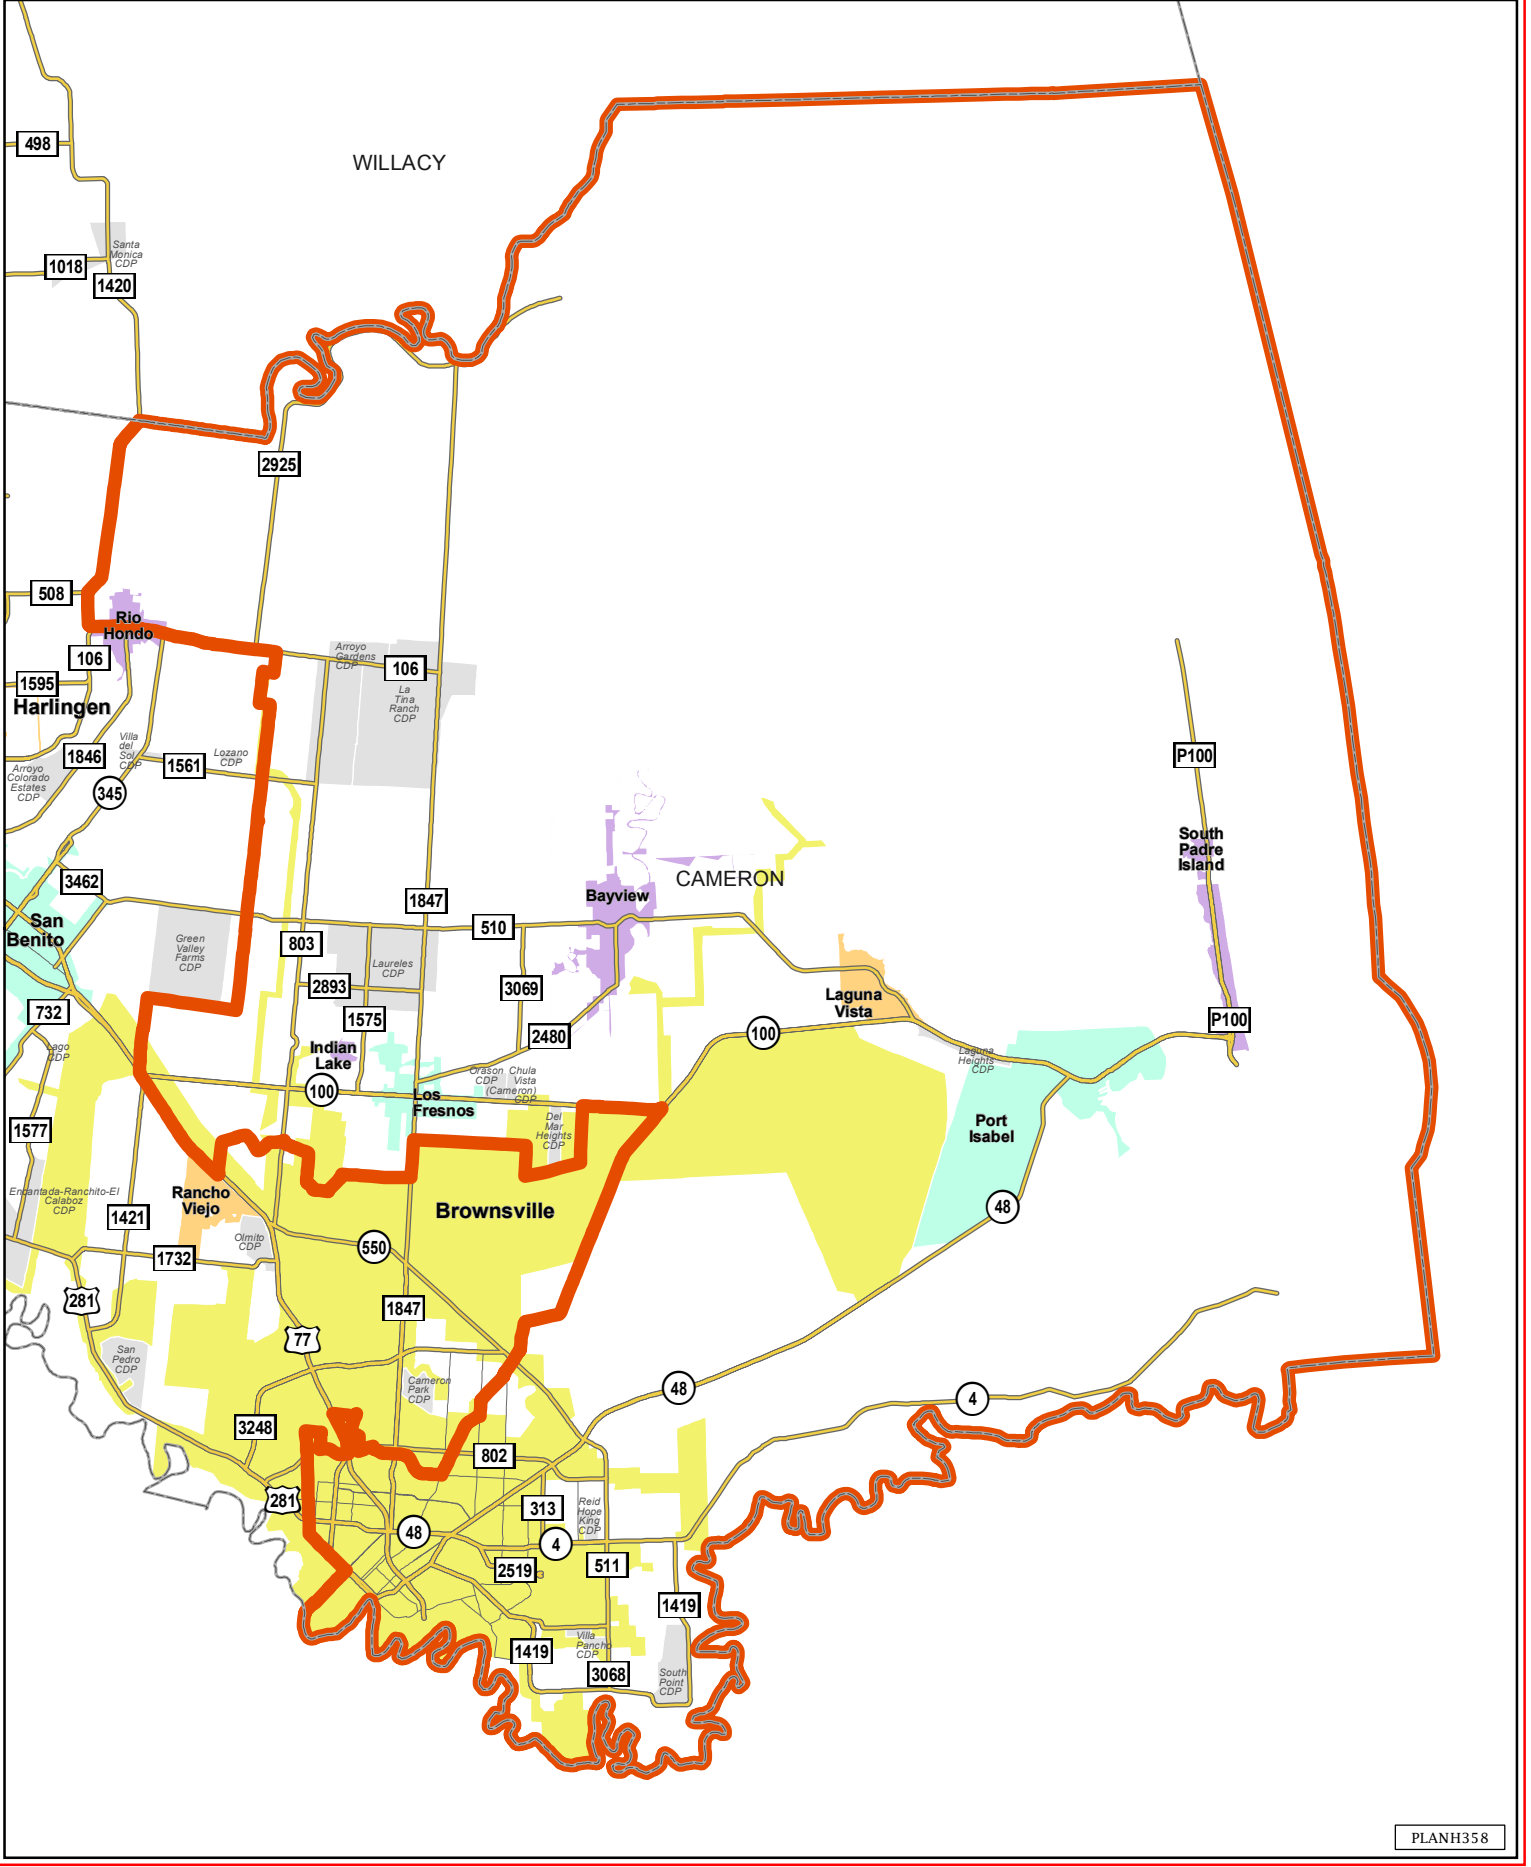 498
WILLACY
Santa
Monica
CDP
1018
1420
2925
508
Rio
Hondo
106
Arroyo
Gardens
CDP
106
1595
La
Tina
Ranch
CDP
Harlingen
1846
Villa
del
Sol
CDP
1561
Lozano
CDP
P100
Arroyo
Colorado
Estates
CDP
345
South
Padre
Island
3462
1847
Bayview
CAMERON
San
Benito
Green
Valley
Farms
CDP
803
510
Laureles
CDP
2893
3069
732
1575
2480
Laguna
Vista
100
P100
Lago
CDP
Indian
Lake
100
Los
Fresnos
Orason
CDP
Chula
Vista
(Cameron)
CDP
Laguna
Heights
CDP
1577
Del
Mar
Heights
CDP
Port
Isabel
Encantada-Ranchito-El
Calaboz
CDP
Rancho
Viejo
Brownsville
48
1421
1732
Olmito
CDP
550
281
77
1847
San
Pedro
CDP
Cameron
Park
CDP
48
4
3248
802
281
313
Reid
Hope
King
CDP
48
4
2519
511
1419
1419
Villa
Pancho
CDP
3068
South
Point
CDP
PLANH358